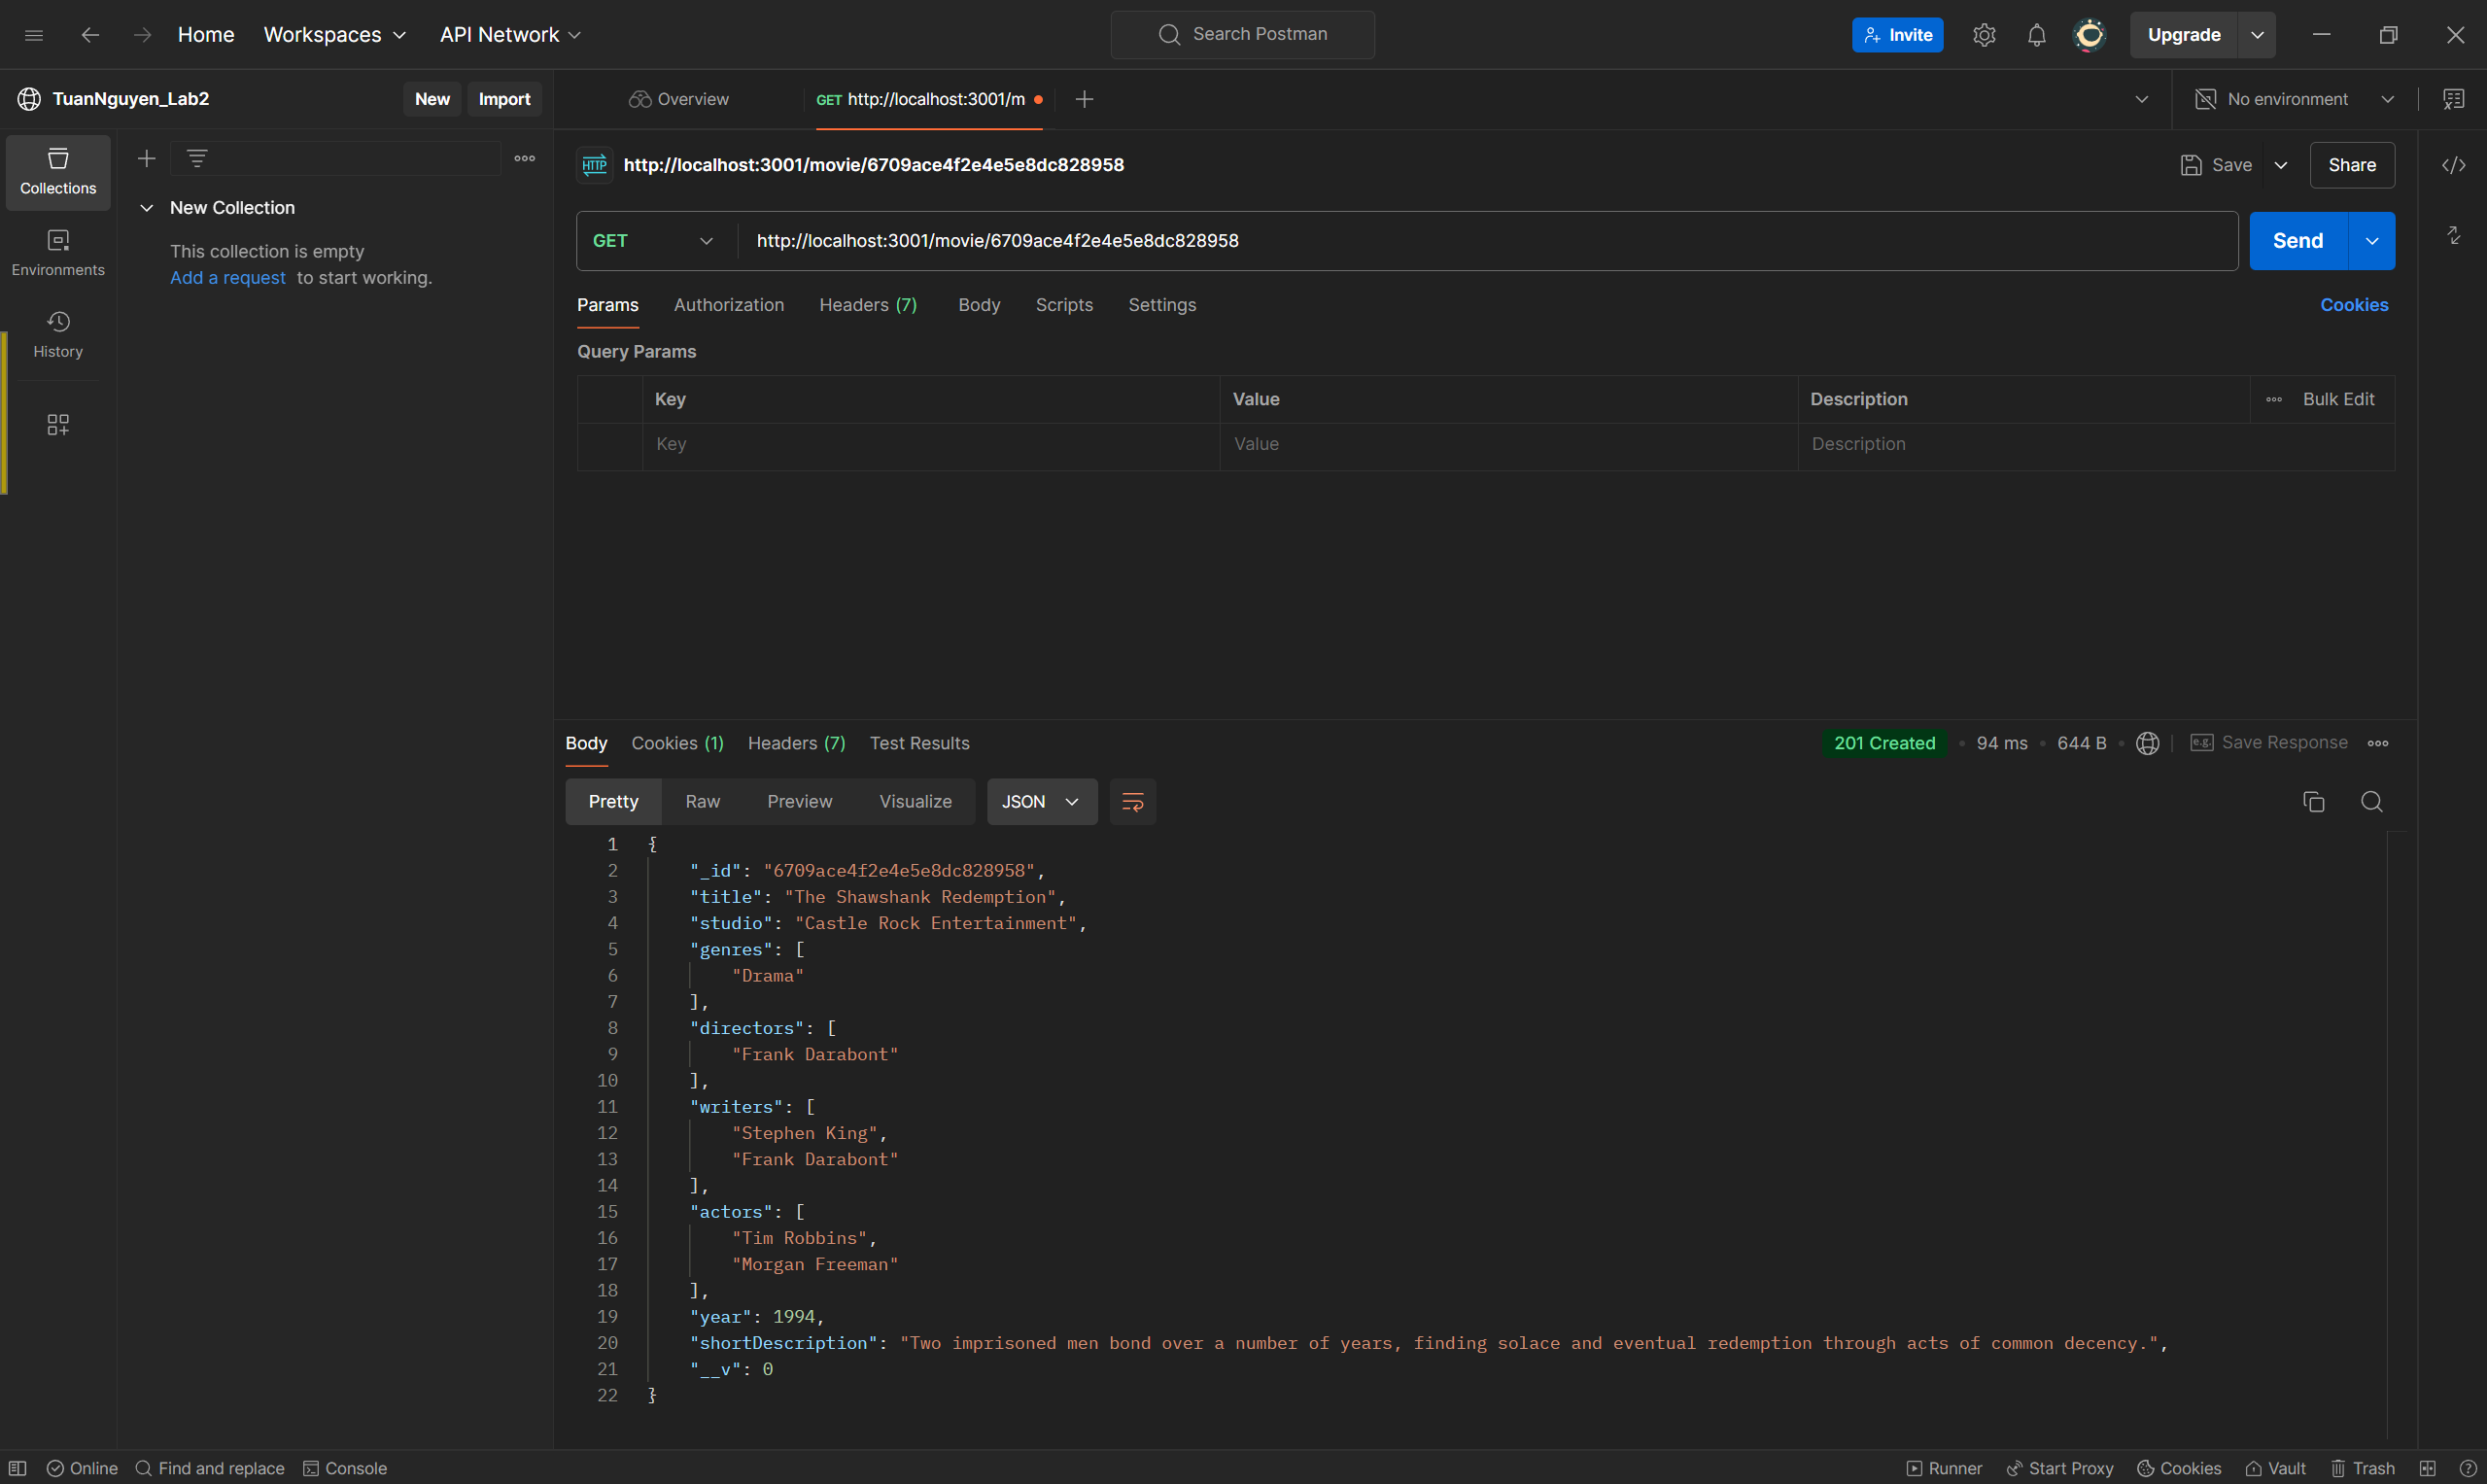 Home Workspaces API Network Search Postman Invite Upgrade
TuanNguyen_Lab2 New Import Overview GET http://localhost:3001/m No environment
Collections
Environments
History
New Collection
This collection is empty
Add a request to start working.
HTTP http://localhost:3001/movie/6709ace4f2e4e5e8dc828958 Save Share
GET http://localhost:3001/movie/6709ace4f2e4e5e8dc828958 Send
Params Authorization Headers (7) Body Scripts Settings Cookies
Query Params
Key Value Description Bulk Edit
Key Value Description
Body Cookies (1) Headers (7) Test Results 201 Created • 94 ms • 644 B • e.g. Save Response
Pretty Raw Preview Visualize JSON
1 {
2 "_id": "6709ace4f2e4e5e8dc828958",
3 "title": "The Shawshank Redemption",
4 "studio": "Castle Rock Entertainment",
5 "genres": [
6 "Drama"
7 ],
8 "directors": [
9 "Frank Darabont"
10 ],
11 "writers": [
12 "Stephen King",
13 "Frank Darabont"
14 ],
15 "actors": [
16 "Tim Robbins",
17 "Morgan Freeman"
18 ],
19 "year": 1994,
20 "shortDescription": "Two imprisoned men bond over a number of years, finding solace and eventual redemption through acts of common decency.",
21 "__v": 0
22 }
Online Find and replace Console Runner Start Proxy Cookies Vault Trash